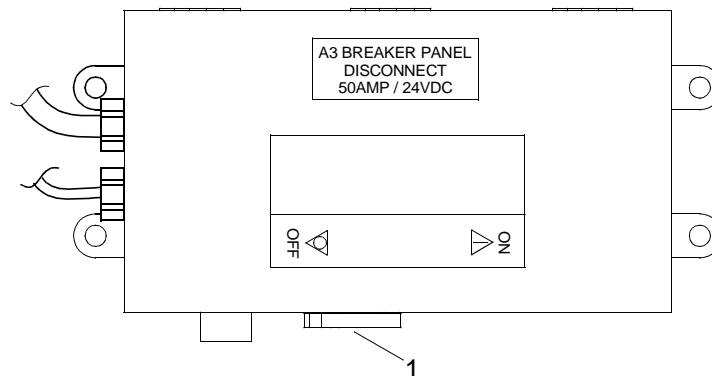 A3 BREAKER PANEL
DISCONNECT
50AMP / 24VDC
OFF
ON
1